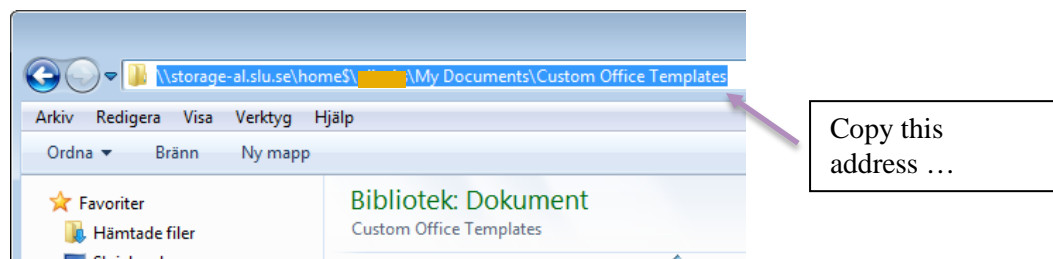 \\storage-al.slu.se\home$\ \My Documents\Custom Office Templates
Arkiv Redigera Visa Verktyg Hjälp
Ordna Bränn Ny mapp
Favoriter
Hämtade filer
Bibliotek: Dokument
Custom Office Templates
Copy this
address …